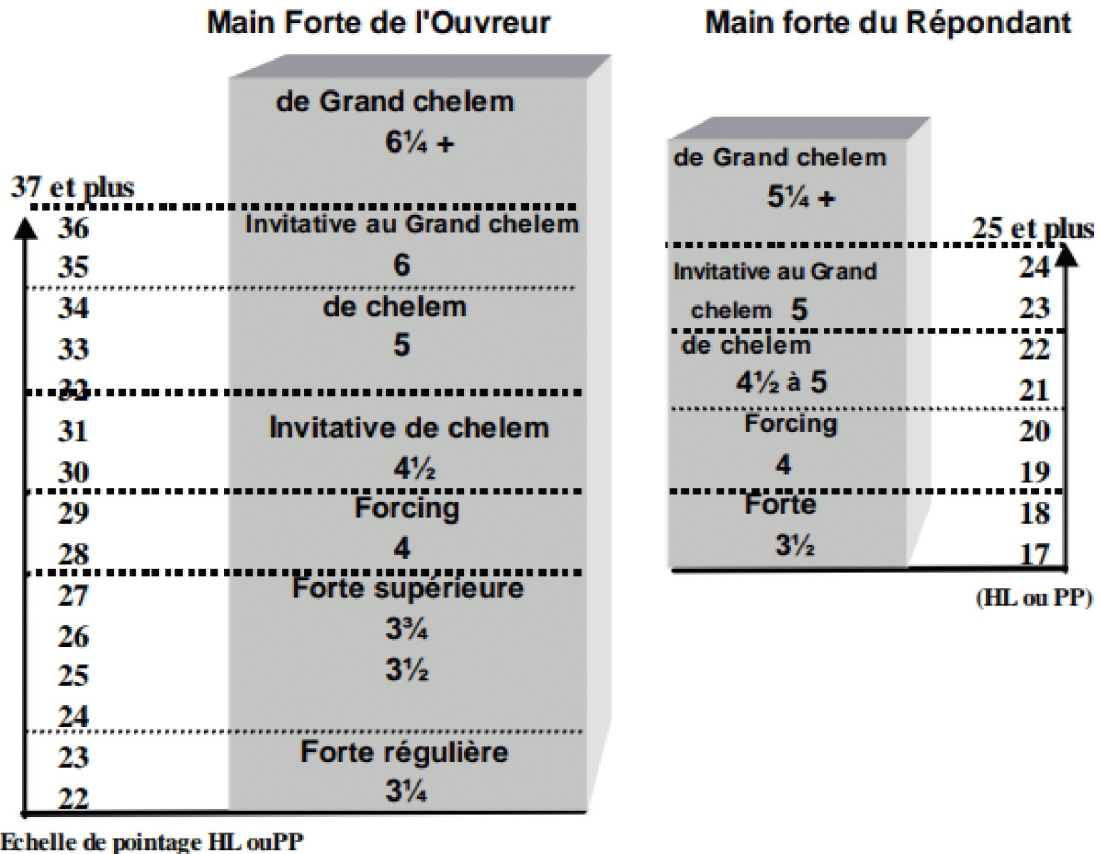 Main Forte de l'Ouvreur
Main forte du Répondant
de Grand chelem
6¼ +
37 et plus
36
Invitative au Grand chelem
35
6
34
de chelem
33
5
32
31
Invitative de chelem
30
4½
29
Forcing
28
4
27
Forte supérieure
26
3¾
25
3½
24
23
Forte régulière
22
3¼
Echelle de pointage HL ouPP
de Grand chelem
5¼ +
25 et plus
Invitative au Grand
24
chelem 5
23
de chelem
22
4½ à 5
21
Forcing
20
4
19
Forte
18
3½
17
(HL ou PP)